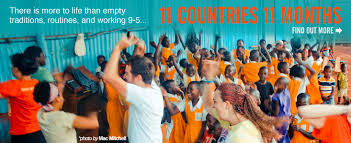 There is more to life than empty
traditions, routines, and working 9-5...
11 COUNTRIES 11 MONTHS
FIND OUT MORE
*photo by Mac Mitchell